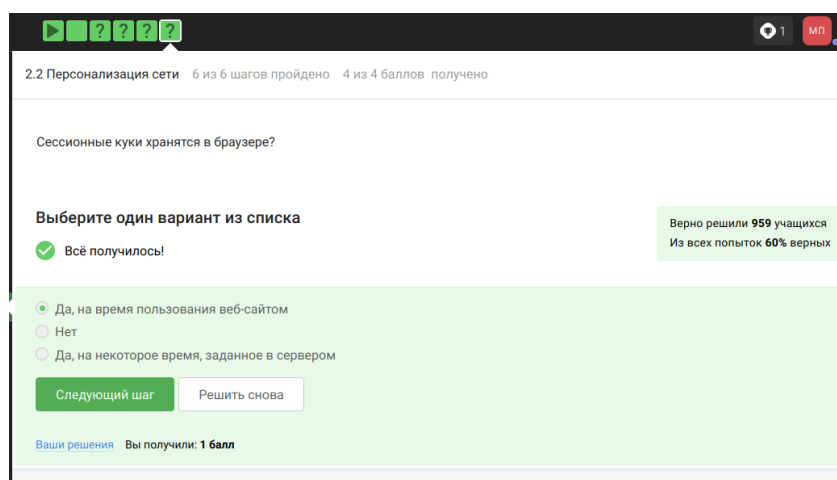 ? ? ? ?
1 МП
2.2 Персонализация сети 6 из 6 шагов пройдено 4 из 4 баллов получено
Сессионные куки хранятся в браузере?
Выберите один вариант из списка
Всё получилось!
Верно решили 959 учащихся
Из всех попыток 60% верных
Да, на время пользования веб-сайтом
Нет
Да, на некоторое время, заданное в сервером
Следующий шаг Решить снова
Ваши решения Вы получили: 1 балл